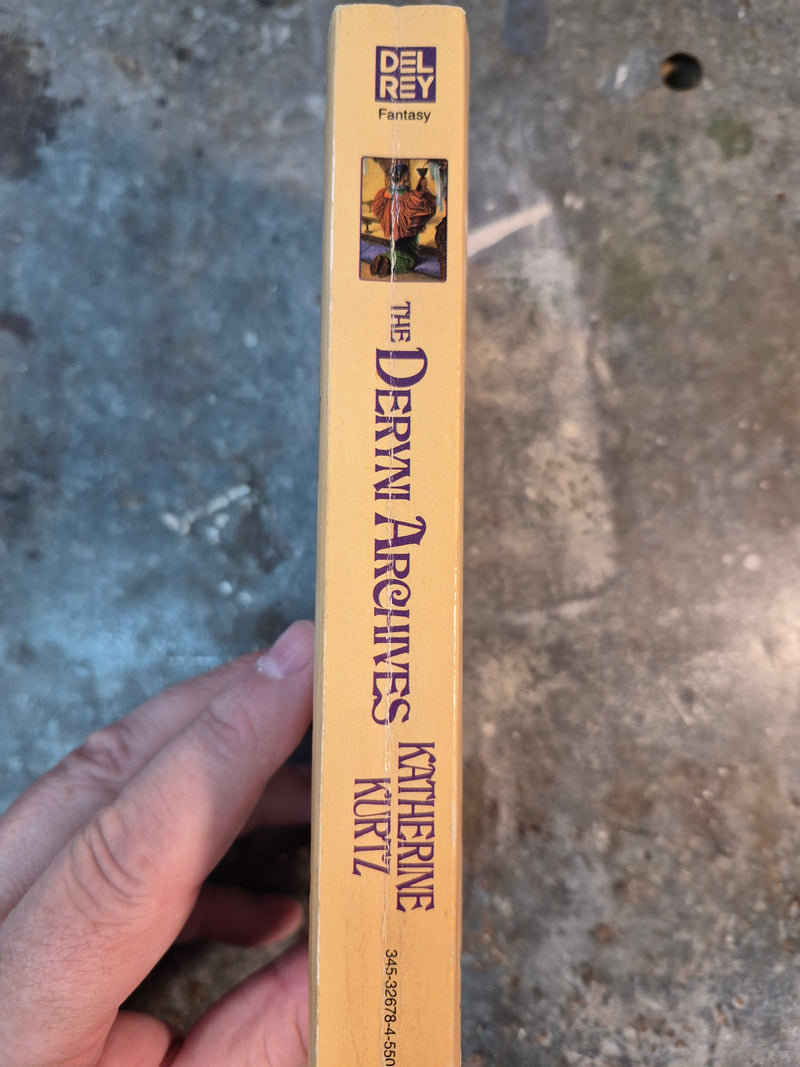 DEL
REY
Fantasy
THE DERYNI ARCHIVES
KATHERINE
KURTZ
345-32678-4-550